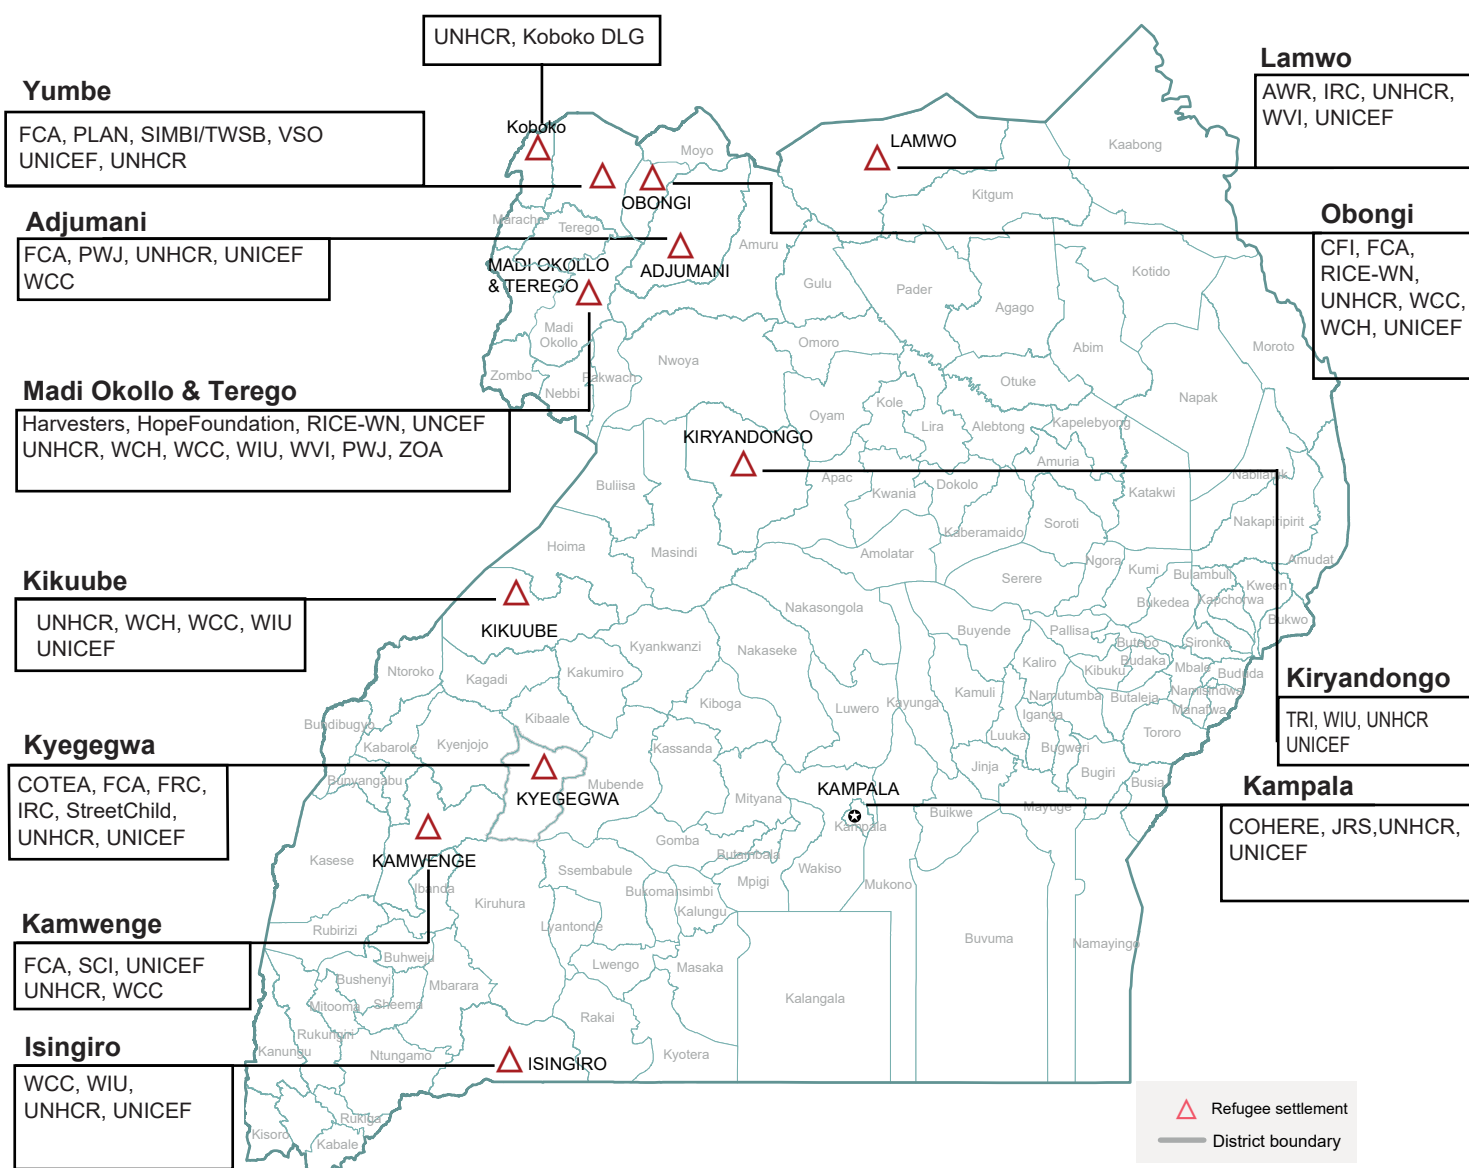 UNHCR, Koboko DLG
Yumbe
FCA, PLAN, SIMBI/TWSB, VSO
UNICEF, UNHCR
Adjumani
FCA, PWJ, UNHCR, UNICEF
WCC
Madi Okollo & Terego
Harvesters, HopeFoundation, RICE-WN, UNCEF
UNHCR, WCH, WCC, WIU, WVI, PWJ, ZOA
Kikuube
UNHCR, WCH, WCC, WIU
UNICEF
Kyegegwa
COTEA, FCA, FRC,
IRC, StreetChild,
UNHCR, UNICEF
Kamwenge
FCA, SCI, UNICEF
UNHCR, WCC
Isingiro
WCC, WIU,
UNHCR, UNICEF
Lamwo
AWR, IRC, UNHCR,
WVI, UNICEF
Obongi
CFI, FCA,
RICE-WN,
UNHCR, WCC,
WCH, UNICEF
Kiryandongo
TRI, WIU, UNHCR
UNICEF
Kampala
COHERE, JRS,UNHCR,
UNICEF
Koboko
Moyo
LAMWO
Kaabong
Kitgum
OBONGI
Maracha
Terego
Amuru
ADJUMANI
MADI OKOLLO
& TEREGO
Gulu
Pader
Agago
Kotido
Madi
Okollo
Nwoya
Omoro
Abim
Moroto
Zombo
Nebbi
Pakwach
Otuke
Napak
Oyam
Kole
Lira
Alebtong
Kapelebyong
KIRYANDONGO
Amuria
Buliisa
Apac
Kwania
Dokolo
Katakwi
Nabilatuk
Nakapiripirit
Kaberamaido
Soroti
Hoima
Masindi
Amolatar
Ngora
Kumi
Amudat
Serere
Bulambuli
Kween
Bukedea
Kapchorwa
Bukwo
KIKUUBE
Nakasongola
Buyende
Pallisa
Butebo
Sironko
Kyankwanzi
Nakaseke
Kaliro
Kibuku
Budaka
Mbale
Bududa
Ntoroko
Kagadi
Kakumiro
Kamuli
Namutumba
Butaleja
Namisindwa
Manafwa
Kiboga
Luwero
Kayunga
Iganga
Luuka
Bugweri
Tororo
Bundibugyo
Kibaale
Kabarole
Kyenjojo
Kassanda
Jinja
Bugiri
Busia
Bunyangabu
Mubende
KYEGEGWA
Mityana
KAMPALA
Kampala
Buikwe
Mayuge
Kasese
KAMWENGE
Gomba
Butambala
Mpigi
Wakiso
Mukono
Ibanda
Kiruhura
Ssembabule
Bukomansimbi
Kalungu
Lyantonde
Rubirizi
Buhweju
Buvuma
Namayingo
Lwengo
Masaka
Bushenyi
Mbarara
Mitooma
Sheema
Kalangala
Rukungiri
Rakai
Kanungu
Ntungamo
ISINGIRO
Kyotera
Rukiga
Kisoro
Kabale
Refugee settlement
District boundary